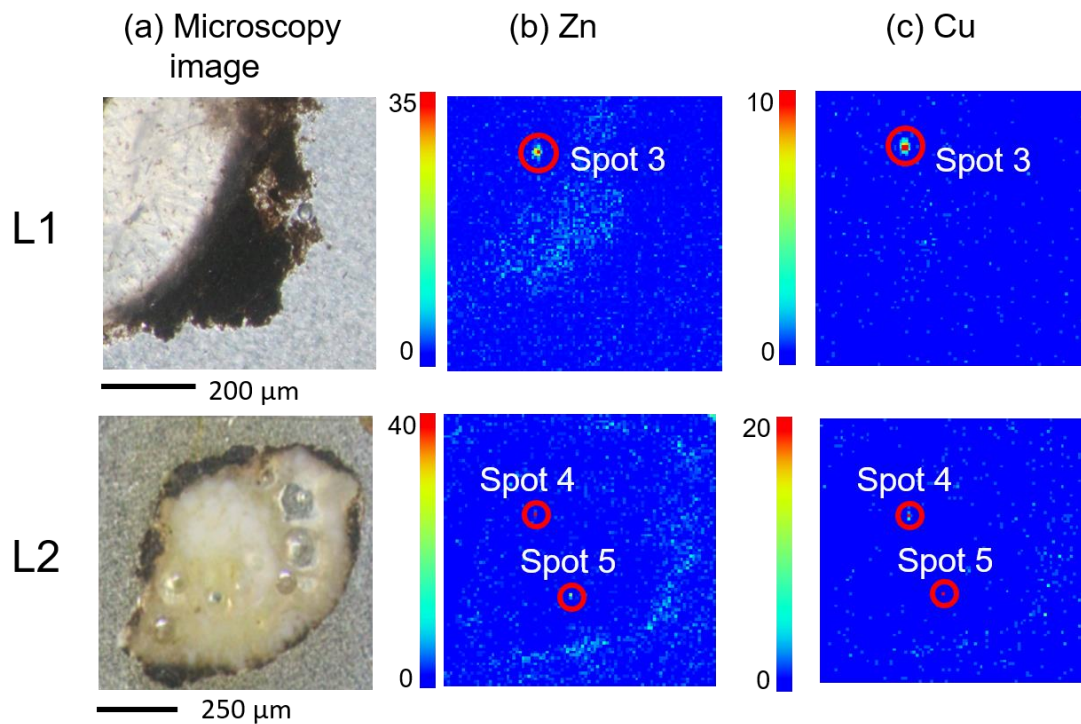 (a) Microscopy
image
(b) Zn
(c) Cu
L1
35
0
Spot 3
10
0
Spot 3
200 μm
L2
40
0
Spot 4
Spot 5
20
0
Spot 4
Spot 5
250 μm